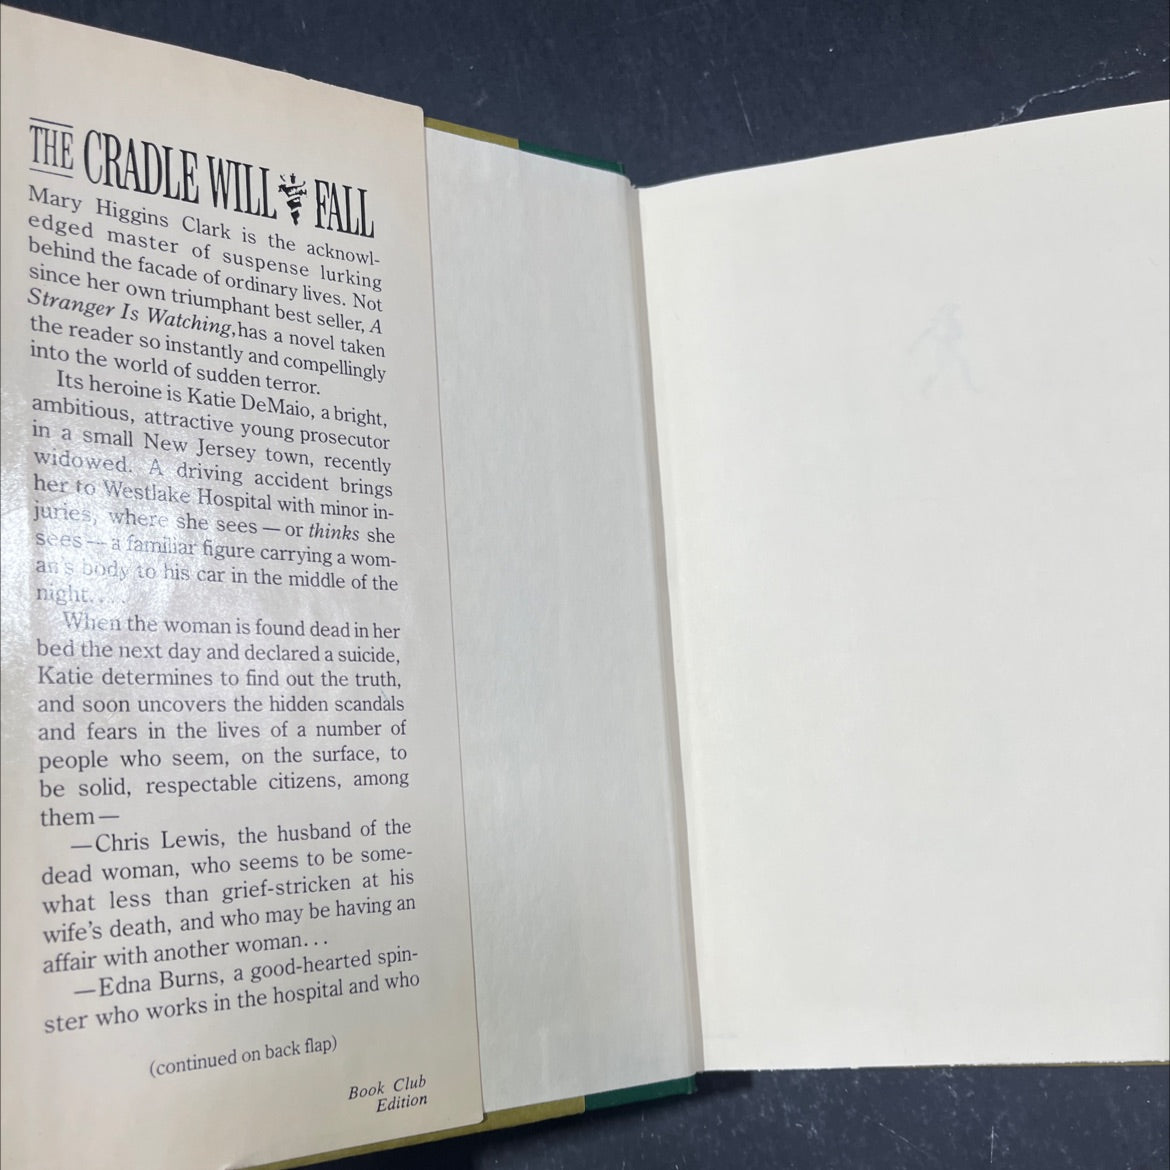 THE CRADLE WILL FALL
Mary Higgins Clark is the acknowl-
edged master of suspense lurking
behind the facade of ordinary lives. Not
since her own triumphant best seller, A
Stranger Is Watching, has a novel taken
the reader so instantly and compellingly
into the world of sudden terror.
Its heroine is Katie DeMaio, a bright,
ambitious, attractive young prosecutor
in a small New Jersey town, recently
widowed. A driving accident brings
her to Westlake Hospital with minor in-
juries, where she sees — or thinks she
sees — a familiar figure carrying a wom-
an's body to his car in the middle of the
night. . . .
When the woman is found dead in her
bed the next day and declared a suicide,
Katie determines to find out the truth,
and soon uncovers the hidden scandals
and fears in the lives of a number of
people who seem, on the surface, to
be solid, respectable citizens, among
them—
—Chris Lewis, the husband of the
dead woman, who seems to be some-
what less than grief-stricken at his
wife's death, and who may be having an
affair with another woman. . .
—Edna Burns, a good-hearted spin-
ster who works in the hospital and who
(continued on back flap)
Book Club
Edition